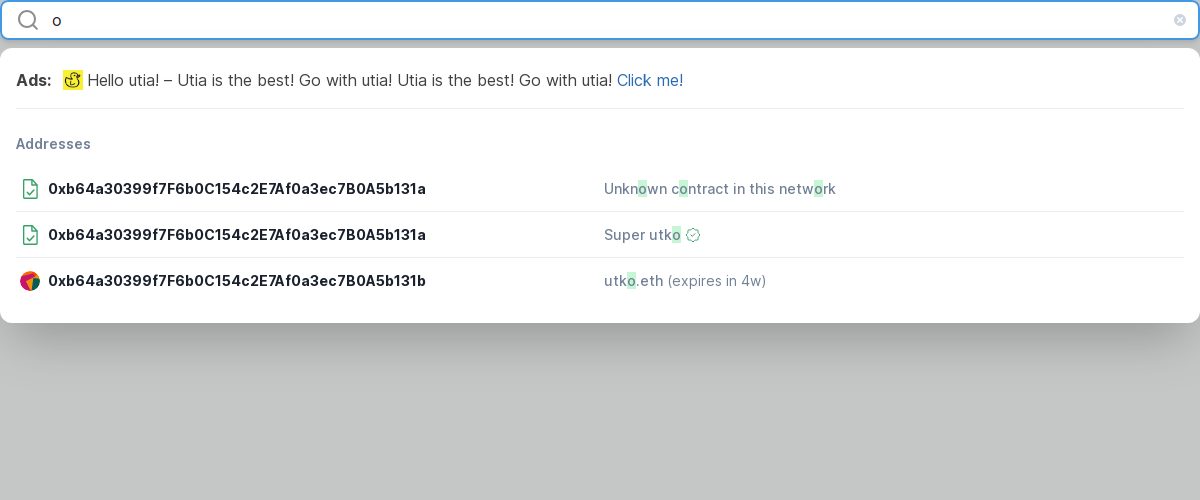 o
Ads: Hello utia! – Utia is the best! Go with utia! Utia is the best! Go with utia! Click me!
Addresses
0xb64a30399f7F6b0C154c2E7Af0a3ec7B0A5b131a Unknown contract in this network
0xb64a30399f7F6b0C154c2E7Af0a3ec7B0A5b131a Super utko
0xb64a30399f7F6b0C154c2E7Af0a3ec7B0A5b131b utko.eth (expires in 4w)